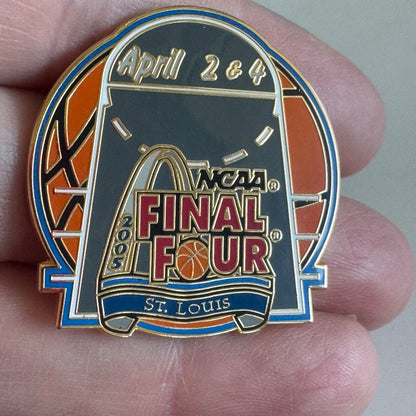 April 2 & 4
NCAA®
FINAL
FOUR®
2005
ST. LOUIS